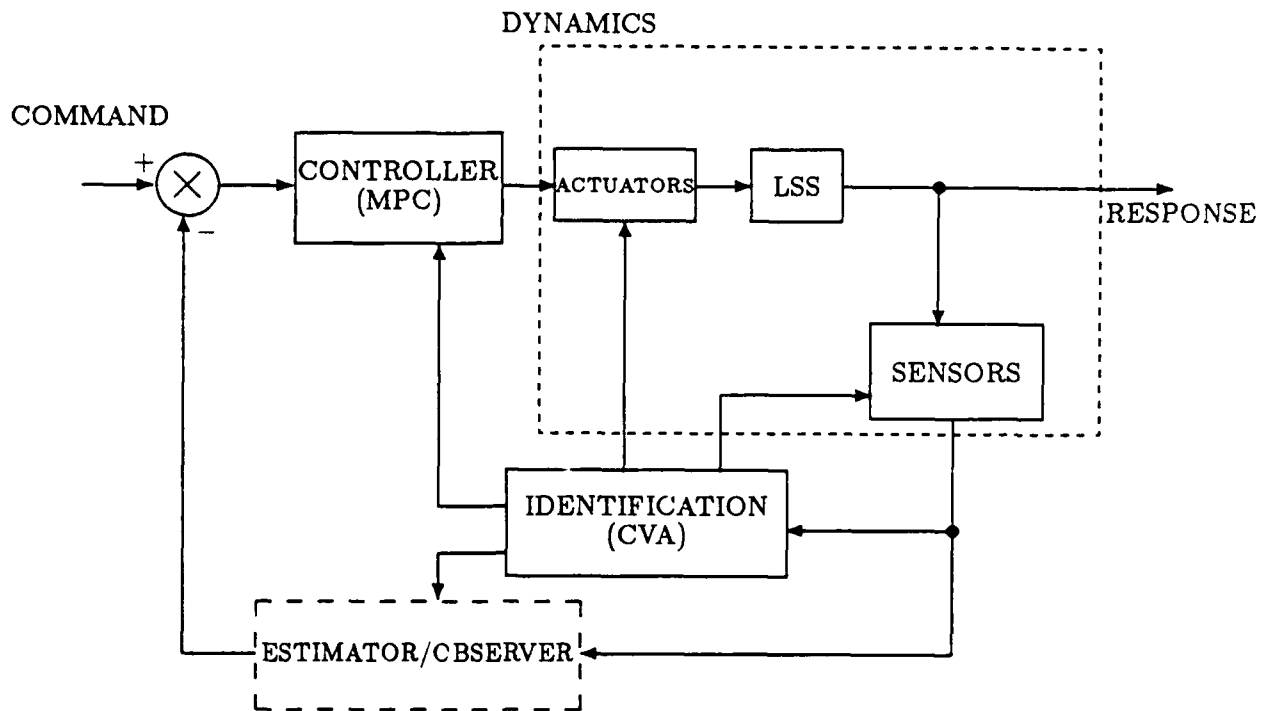 DYNAMICS
COMMAND
+
CONTROLLER
(MPC)
ACTUATORS
LSS
RESPONSE
−
SENSORS
IDENTIFICATION
(CVA)
ESTIMATOR/CBSERVER